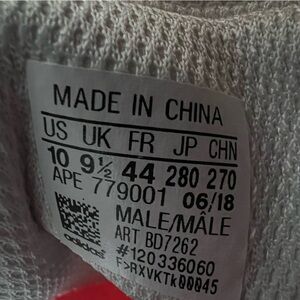 MADE IN CHINA
US UK FR JP CHN
10 9½ 44 280 270
APE 779001 06/18
MALE/MÂLE
ART BD7262
#120336060
adidas